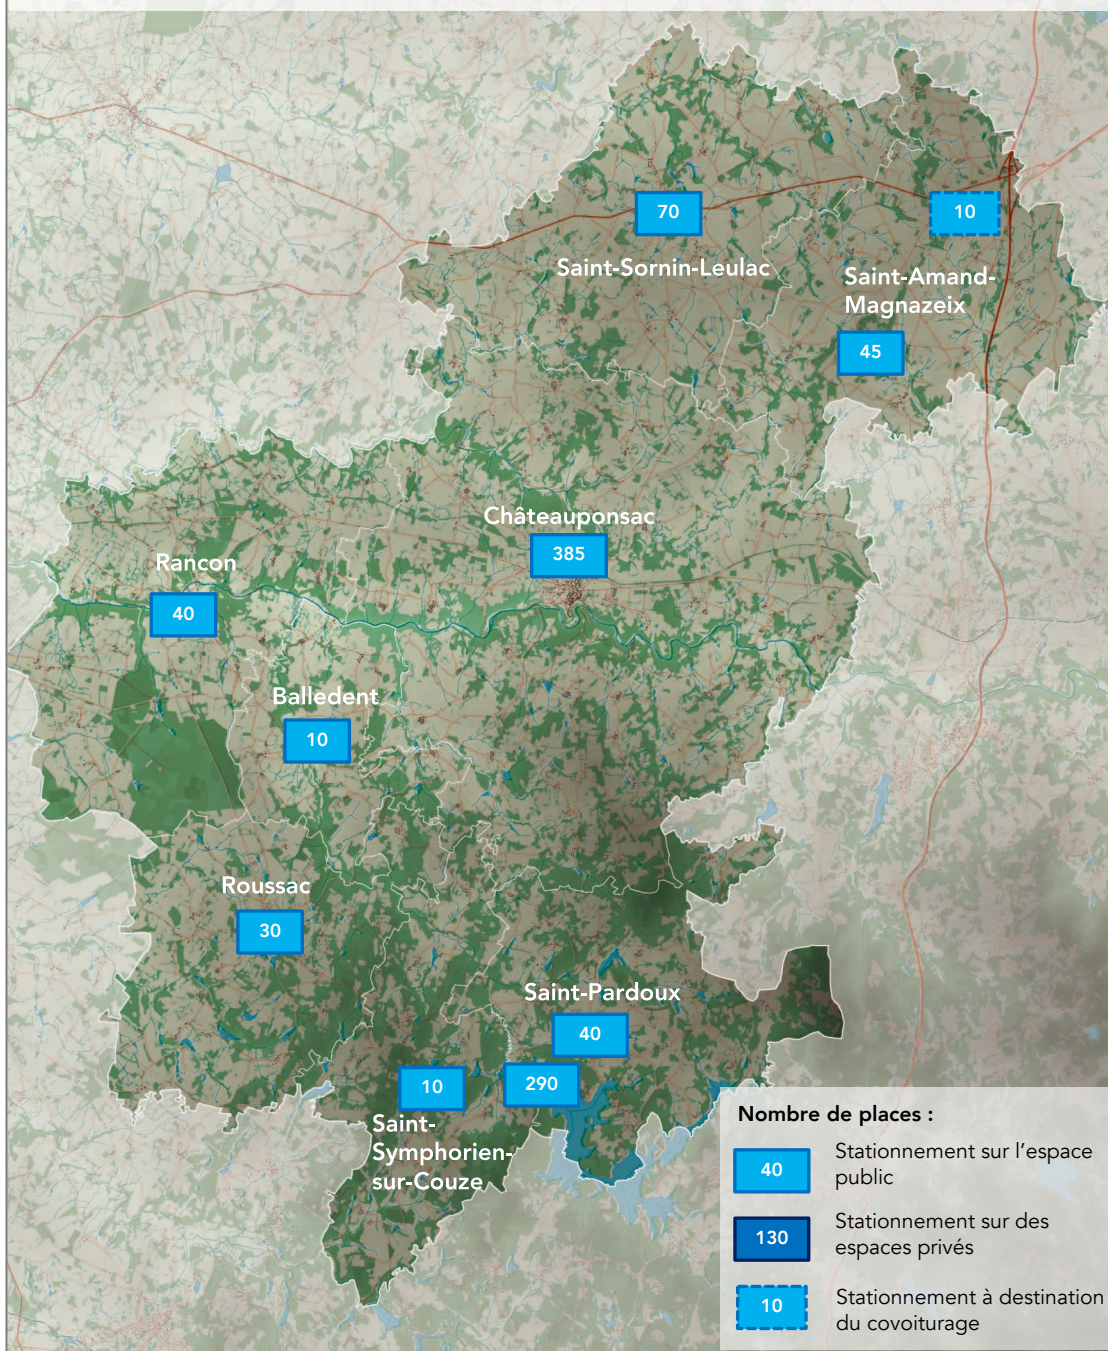 70
10
Saint-Sornin-Leulac
Saint-Amand-
Magnazeix
45
Châteauponsac
385
Rancon
40
Balledent
10
Roussac
30
Saint-Pardoux
40
290
10
Saint-
Symphorien-
sur-Couze
Nombre de places :
40
Stationnement sur l'espace
public
130
Stationnement sur des
espaces privés
10
Stationnement à destination
du covoiturage